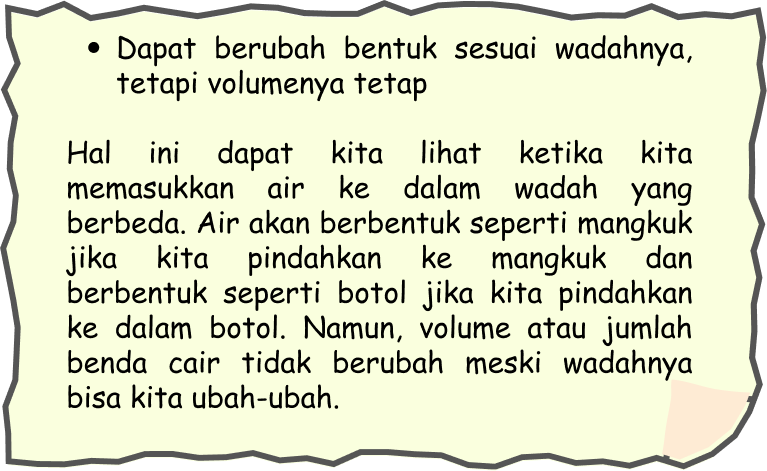 • Dapat berubah bentuk sesuai wadahnya,
tetapi volumenya tetap
Hal ini dapat kita lihat ketika kita
memasukkan air ke dalam wadah yang
berbeda. Air akan berbentuk seperti mangkuk
jika kita pindahkan ke mangkuk dan
berbentuk seperti botol jika kita pindahkan
ke dalam botol. Namun, volume atau jumlah
benda cair tidak berubah meski wadahnya
bisa kita ubah-ubah.